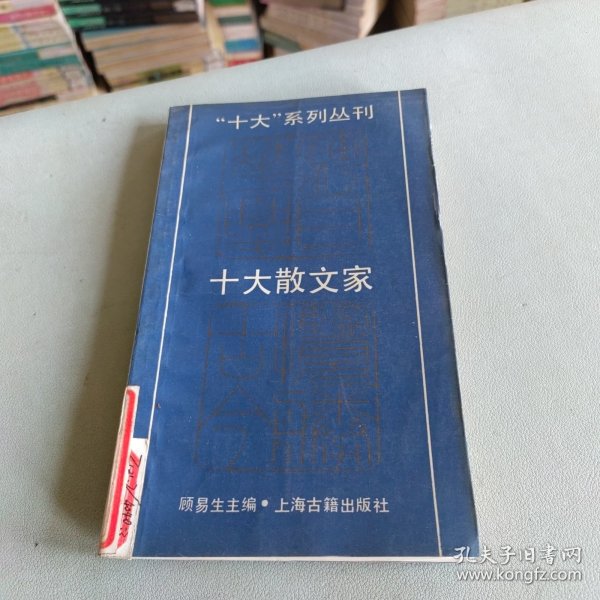 “十大”系列丛刊
十大散文家
顾易生主编·上海古籍出版社
孔夫子旧书网
www.kongfz.com